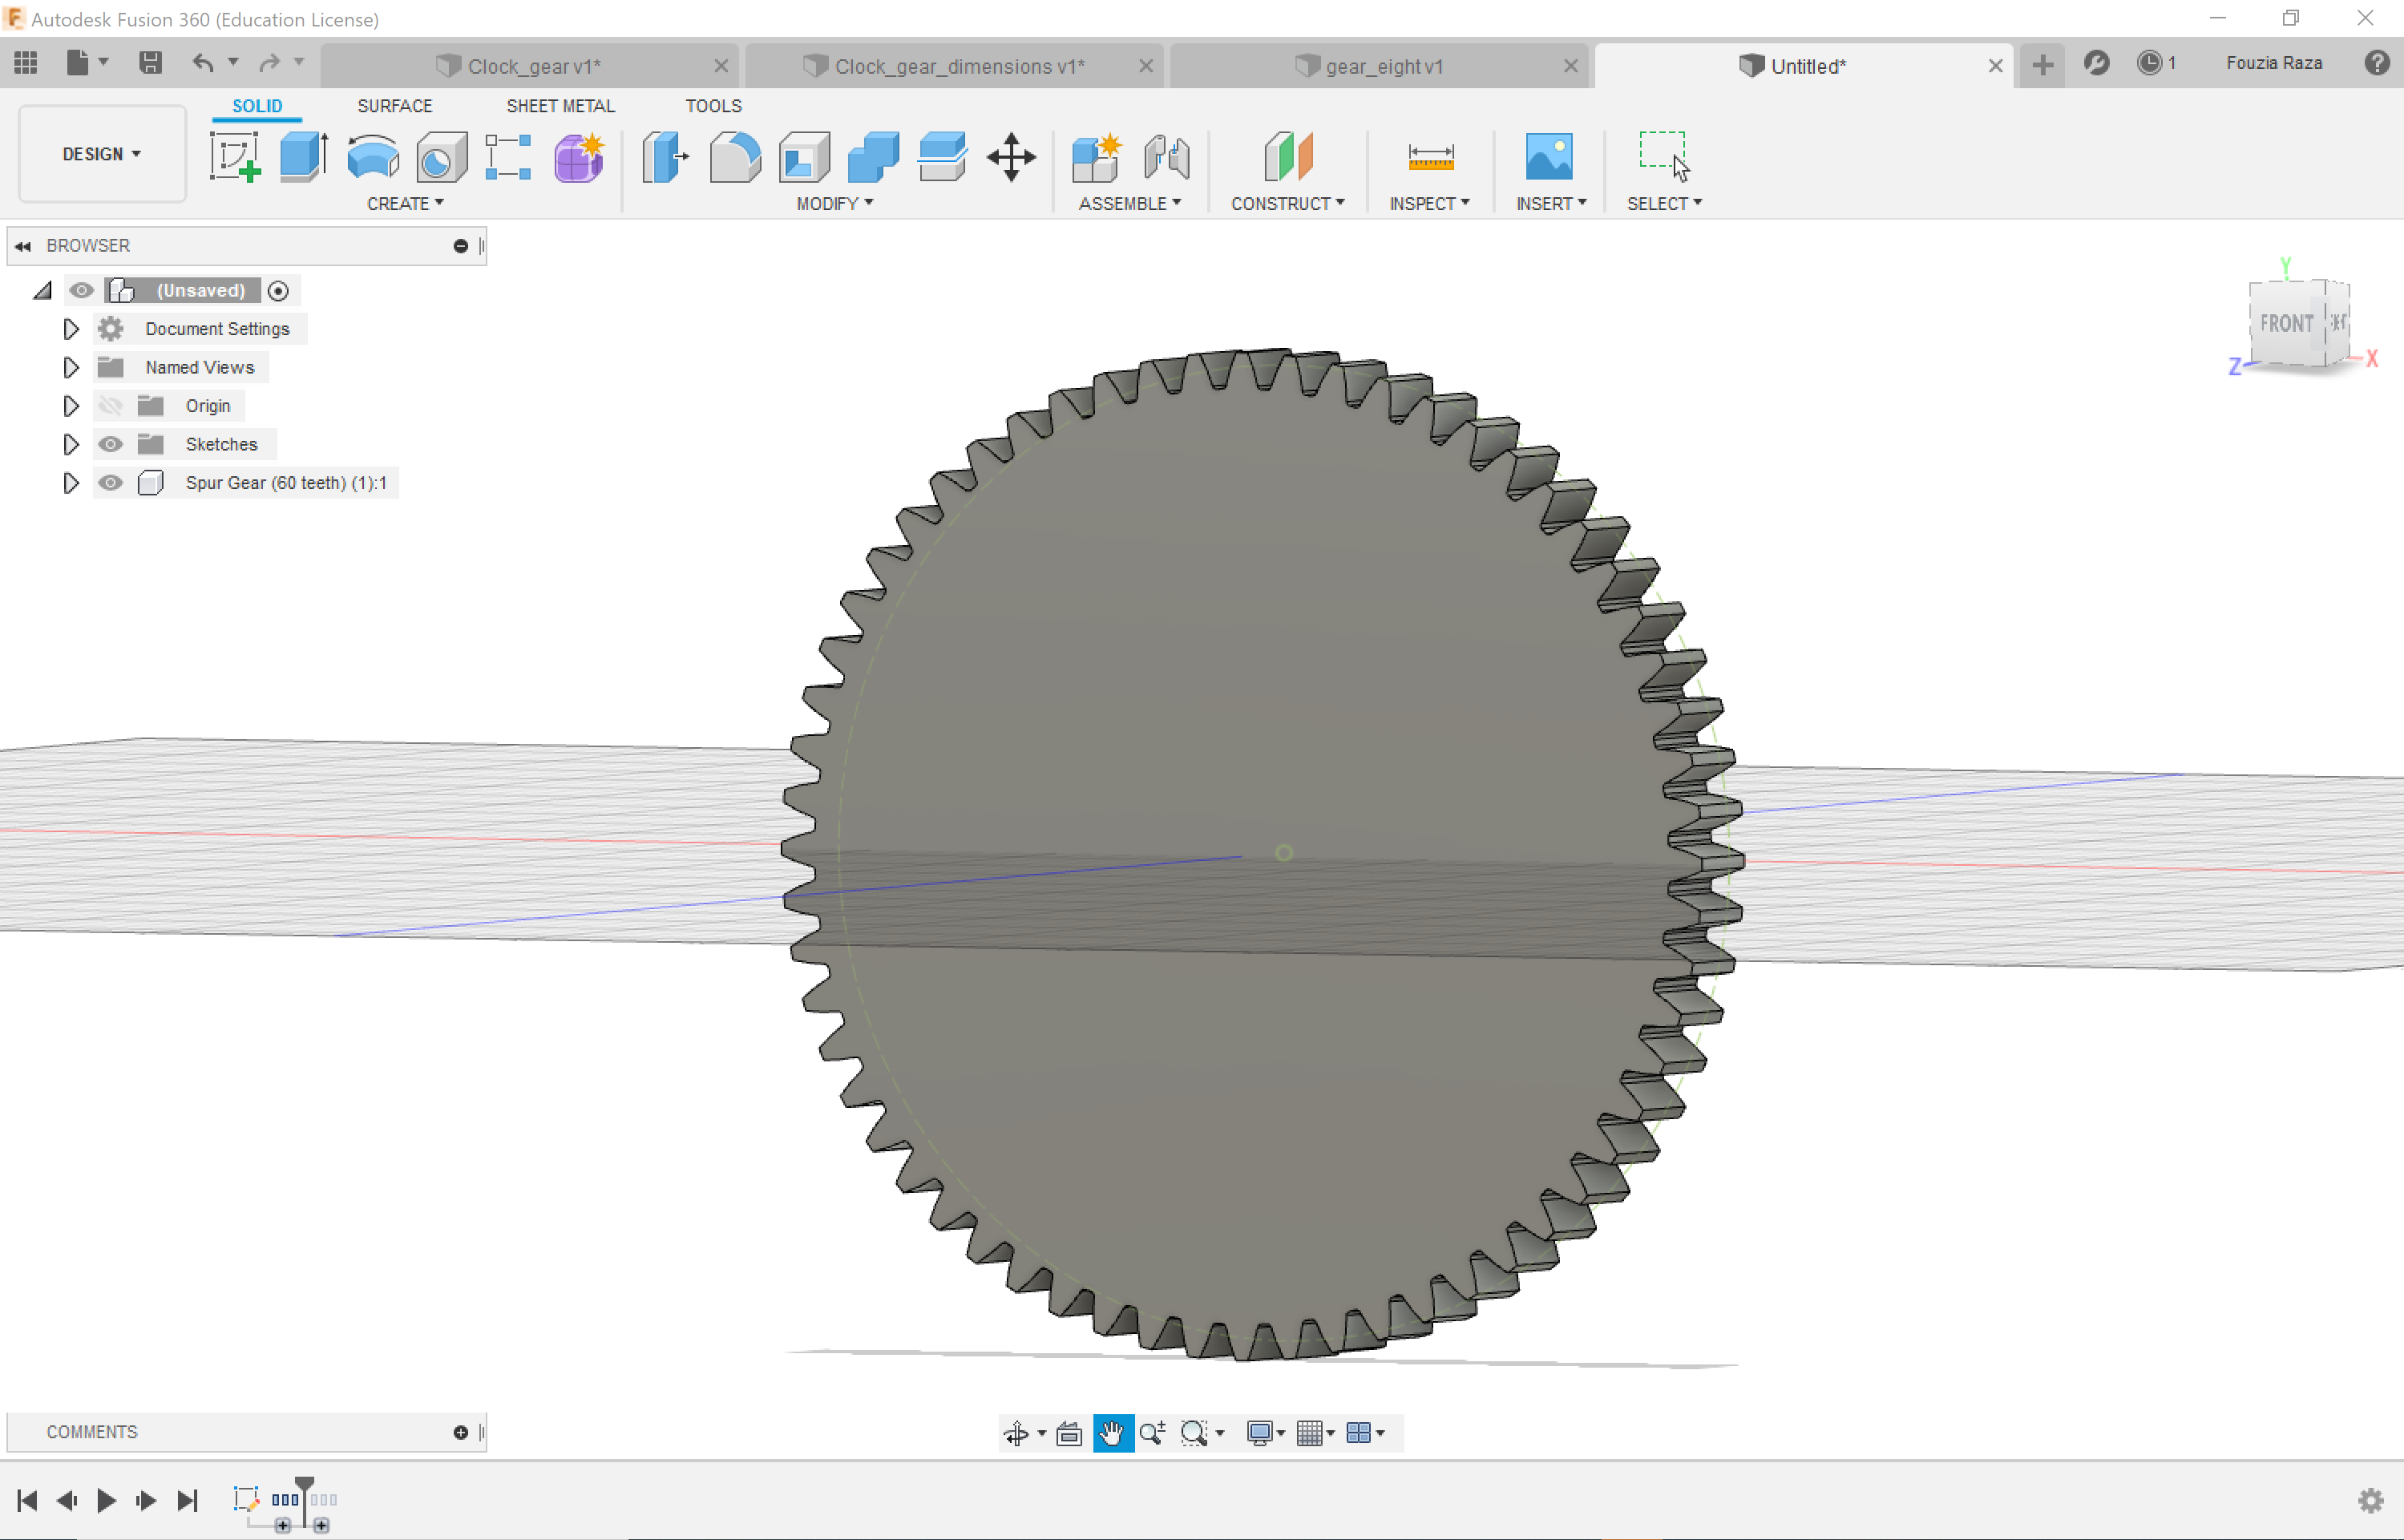 Autodesk Fusion 360 (Education License)
Clock_gear v1*
Clock_gear_dimensions v1*
gear_eight v1
Untitled*
1
Fouzia Raza
SOLID
SURFACE
SHEET METAL
TOOLS
DESIGN
CREATE
MODIFY
ASSEMBLE
CONSTRUCT
INSPECT
INSERT
SELECT
BROWSER
(Unsaved)
Document Settings
Named Views
Origin
Sketches
Spur Gear (60 teeth) (1):1
Y
FRONT
Z
X
COMMENTS